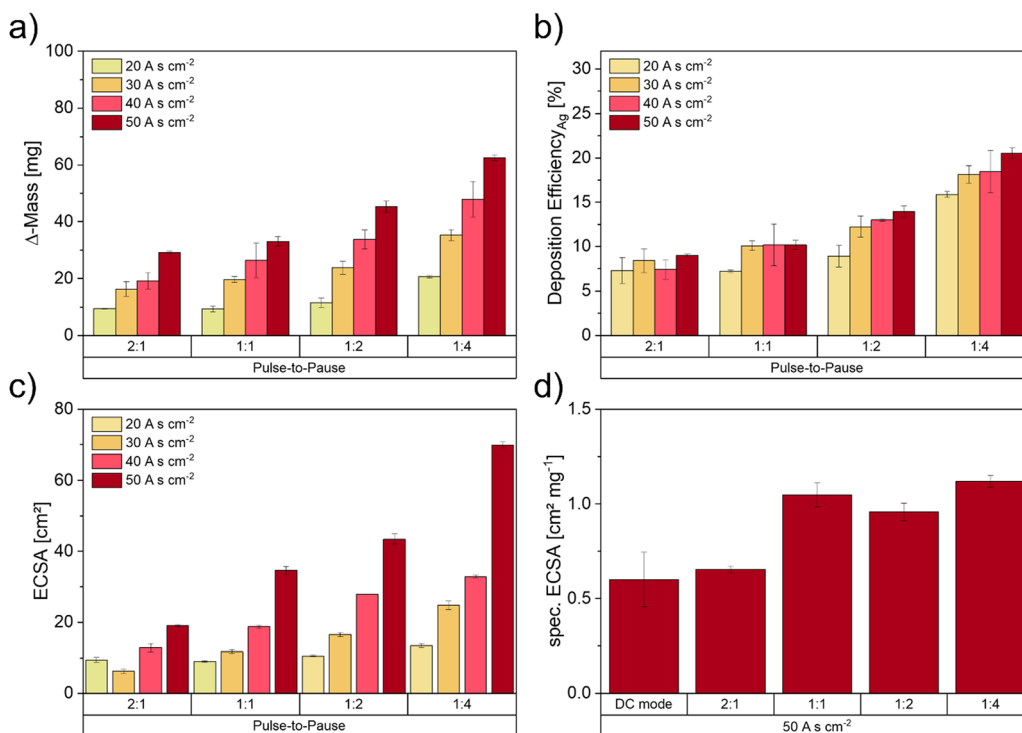 a)
Δ-Mass [mg]
100
80
60
40
20
0
20 A s cm⁻²
30 A s cm⁻²
40 A s cm⁻²
50 A s cm⁻²
2:1 1:1 1:2 1:4
Pulse-to-Pause
b)
Deposition Efficiency_Ag [%]
30
25
20
15
10
5
0
20 A s cm⁻²
30 A s cm⁻²
40 A s cm⁻²
50 A s cm⁻²
2:1 1:1 1:2 1:4
Pulse-to-Pause
c)
ECSA [cm²]
80
60
40
20
0
20 A s cm⁻²
30 A s cm⁻²
40 A s cm⁻²
50 A s cm⁻²
2:1 1:1 1:2 1:4
Pulse-to-Pause
d)
spec. ECSA [cm² mg⁻¹]
1.5
1.0
0.5
0.0
DC mode 2:1 1:1 1:2 1:4
50 A s cm⁻²